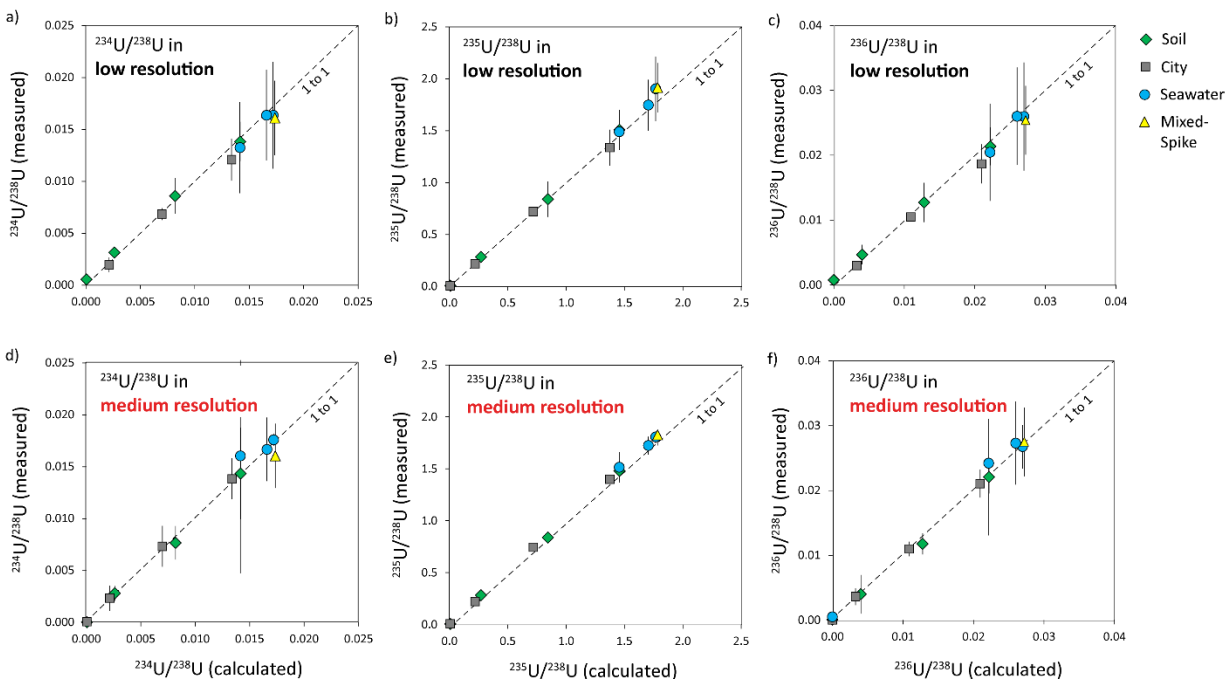 a)
²³⁴U/²³⁸U in
low resolution
1 to 1
²³⁴U/²³⁸U (measured)
0.025
0.020
0.015
0.010
0.005
0.000
0.000 0.005 0.010 0.015 0.020 0.025
b)
²³⁵U/²³⁸U in
low resolution
1 to 1
²³⁵U/²³⁸U (measured)
2.5
2.0
1.5
1.0
0.5
0.0
0.0 0.5 1.0 1.5 2.0 2.5
c)
²³⁶U/²³⁸U in
low resolution
1 to 1
²³⁶U/²³⁸U (measured)
0.04
0.03
0.02
0.01
0.00
0.00 0.01 0.02 0.03 0.04
Soil
City
Seawater
Mixed-
Spike
d)
²³⁴U/²³⁸U in
medium resolution
1 to 1
²³⁴U/²³⁸U (measured)
0.025
0.020
0.015
0.010
0.005
0.000
0.000 0.005 0.010 0.015 0.020 0.025
²³⁴U/²³⁸U (calculated)
e)
²³⁵U/²³⁸U in
medium resolution
1 to 1
²³⁵U/²³⁸U (measured)
2.5
2.0
1.5
1.0
0.5
0.0
0.0 0.5 1.0 1.5 2.0 2.5
²³⁵U/²³⁸U (calculated)
f)
²³⁶U/²³⁸U in
medium resolution
1 to 1
²³⁶U/²³⁸U (measured)
0.04
0.03
0.02
0.01
0.00
0.00 0.01 0.02 0.03 0.04
²³⁶U/²³⁸U (calculated)